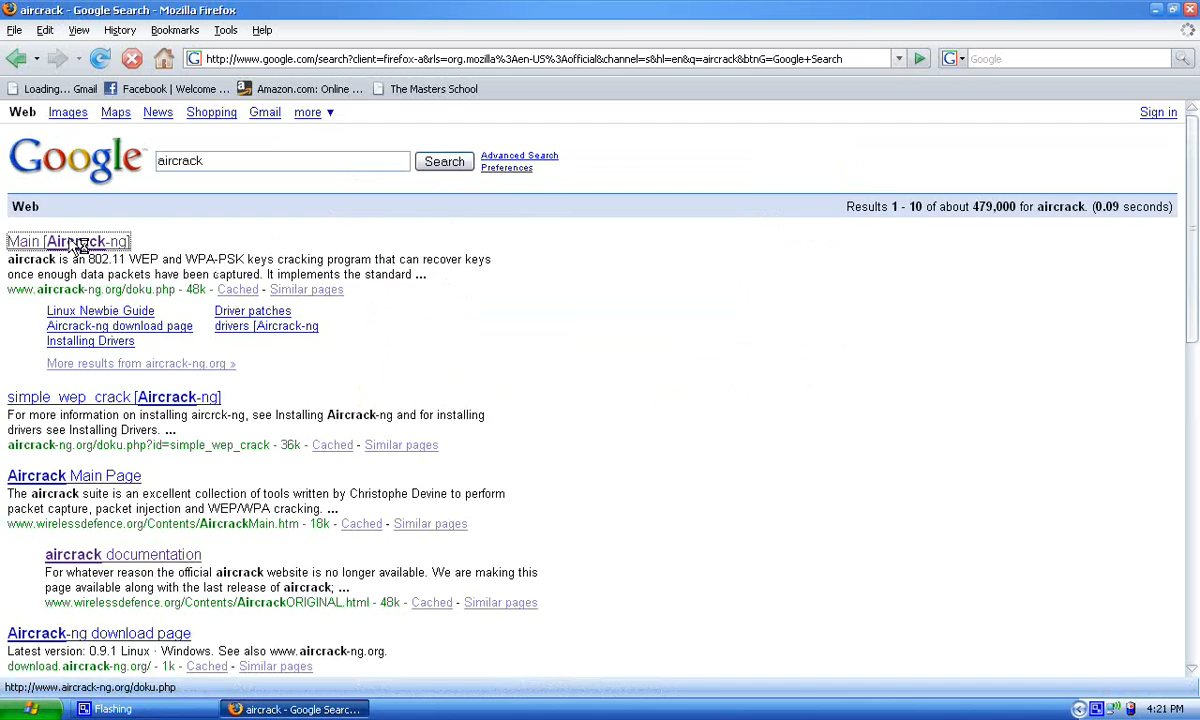 aircrack - Google Search - Mozilla Firefox
File Edit View History Bookmarks Tools Help
http://www.google.com/search?client=firefox-a&rls=org.mozilla%3Aen-US%3Aofficial&channel=s&hl=en&q=aircrack&btnG=Google+Search
Google
Loading... Gmail Facebook | Welcome ... Amazon.com: Online ... The Masters School
Web Images Maps News Shopping Gmail more ▼ Sign in
Google aircrack Search Advanced Search
Preferences
Web Results 1 - 10 of about 479,000 for aircrack. (0.09 seconds)
Main [Aircrack-ng]
aircrack is an 802.11 WEP and WPA-PSK keys cracking program that can recover keys
once enough data packets have been captured. It implements the standard ...
www.aircrack-ng.org/doku.php - 48k - Cached - Similar pages
Linux Newbie Guide Driver patches
Aircrack-ng download page drivers [Aircrack-ng
Installing Drivers
More results from aircrack-ng.org »
simple_wep_crack [Aircrack-ng]
For more information on installing aircrck-ng, see Installing Aircrack-ng and for installing
drivers see Installing Drivers. ...
aircrack-ng.org/doku.php?id=simple_wep_crack - 36k - Cached - Similar pages
Aircrack Main Page
The aircrack suite is an excellent collection of tools written by Christophe Devine to perform
packet capture, packet injection and WEP/WPA cracking. ...
www.wirelessdefence.org/Contents/AircrackMain.htm - 18k - Cached - Similar pages
aircrack documentation
For whatever reason the official aircrack website is no longer available. We are making this
page available along with the last release of aircrack; ...
www.wirelessdefence.org/Contents/AircrackORIGINAL.html - 48k - Cached - Similar pages
Aircrack-ng download page
Latest version: 0.9.1 Linux · Windows. See also www.aircrack-ng.org.
download.aircrack-ng.org/ - 1k - Cached - Similar pages
http://www.aircrack-ng.org/doku.php
Flashing aircrack - Google Searc... 4:21 PM